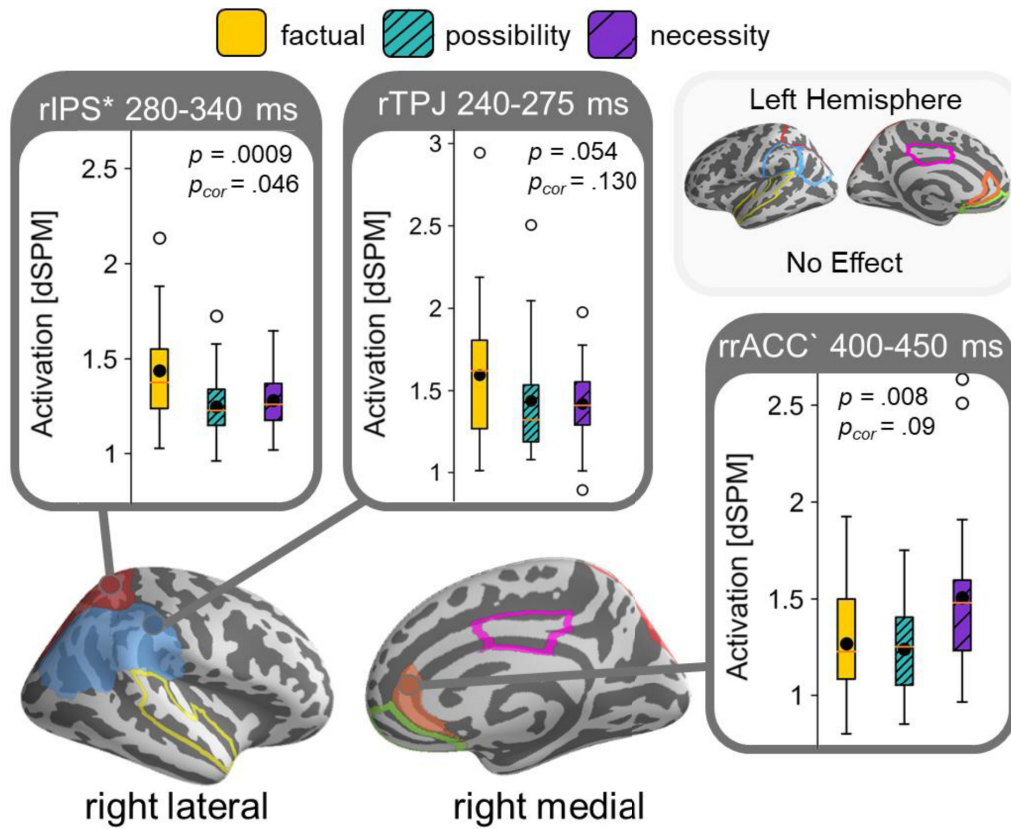 factual possibility necessity
rIPS* 280-340 ms
p = .0009
pcor = .046
Activation [dSPM]
2.5
2
1.5
1
rTPJ 240-275 ms
p = .054
pcor = .130
Activation [dSPM]
3
2.5
2
1.5
1
Left Hemisphere
No Effect
rrACC` 400-450 ms
p = .008
pcor = .09
Activation [dSPM]
2.5
2
1.5
1
right lateral
right medial